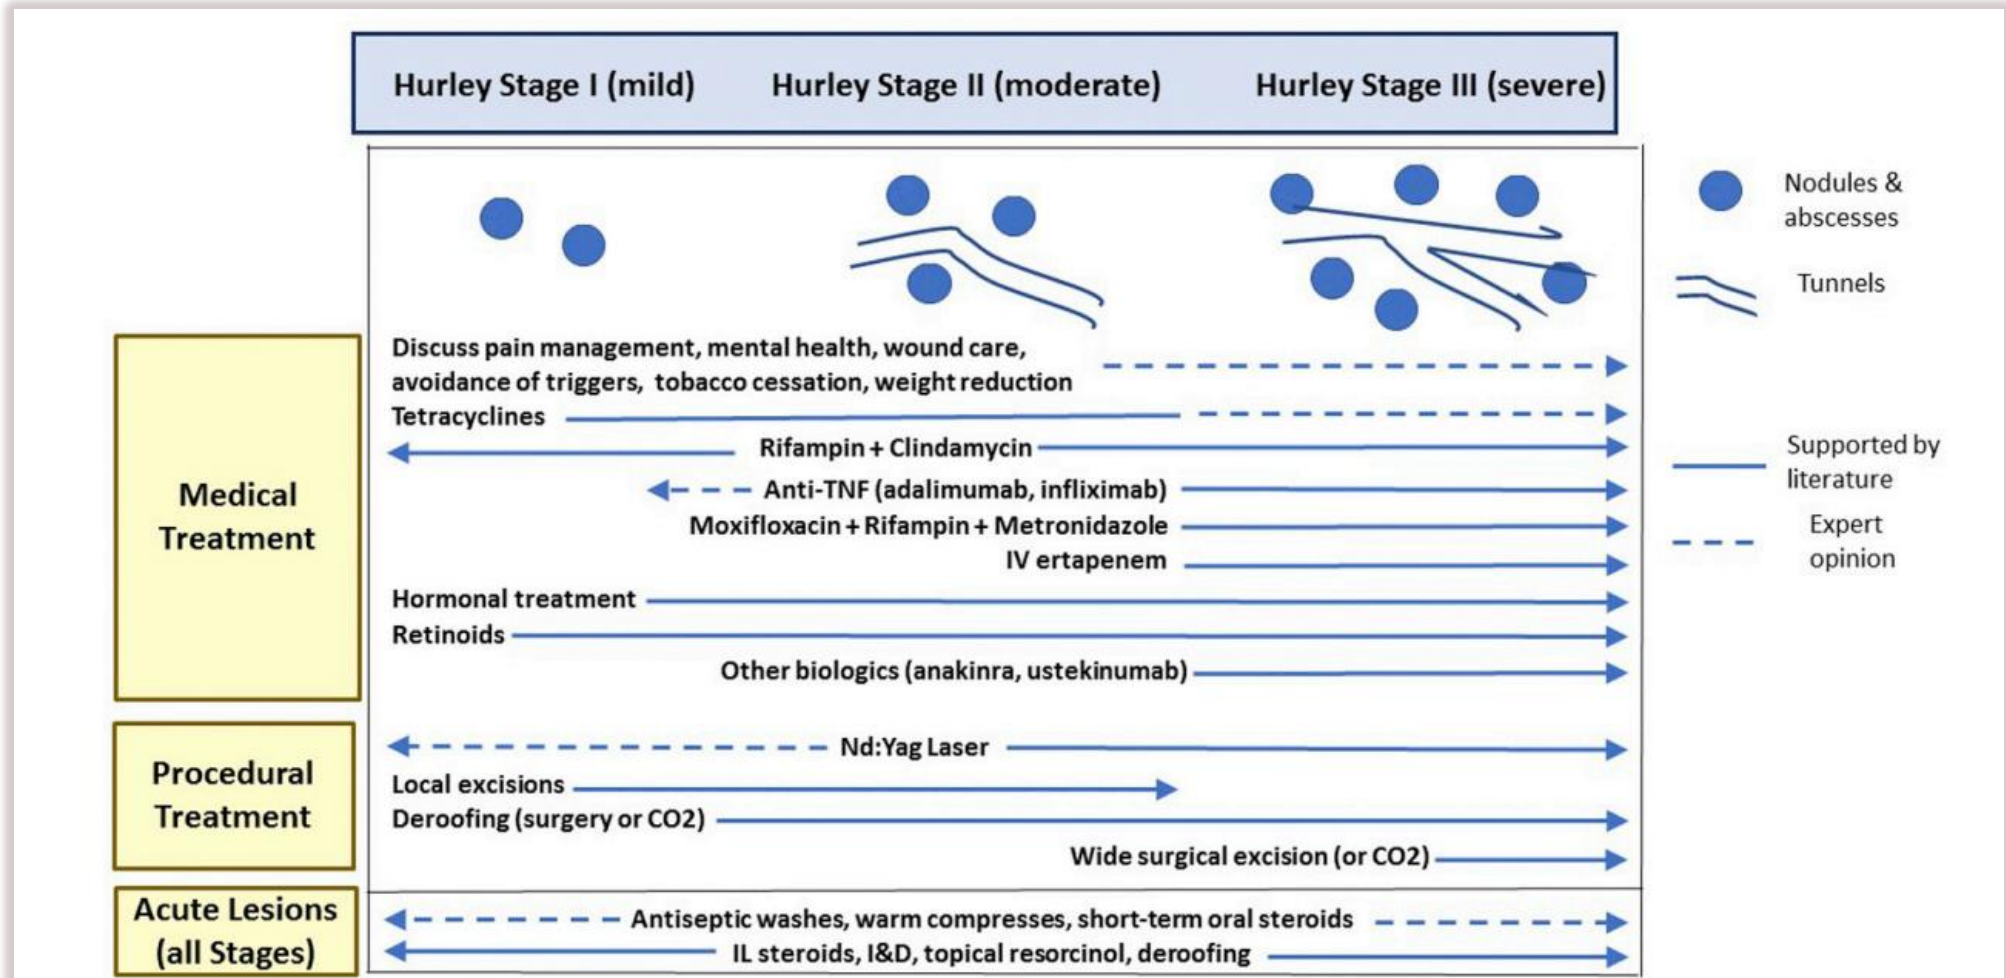 Hurley Stage I (mild) Hurley Stage II (moderate) Hurley Stage III (severe)
Nodules &
abscesses
Tunnels
Supported by
literature
Expert
opinion
Medical
Treatment
Discuss pain management, mental health, wound care,
avoidance of triggers, tobacco cessation, weight reduction
Tetracyclines
Rifampin + Clindamycin
Anti-TNF (adalimumab, infliximab)
Moxifloxacin + Rifampin + Metronidazole
IV ertapenem
Hormonal treatment
Retinoids
Other biologics (anakinra, ustekinumab)
Procedural
Treatment
Nd:Yag Laser
Local excisions
Deroofing (surgery or CO2)
Wide surgical excision (or CO2)
Acute Lesions
(all Stages)
Antiseptic washes, warm compresses, short-term oral steroids
IL steroids, I&D, topical resorcinol, deroofing